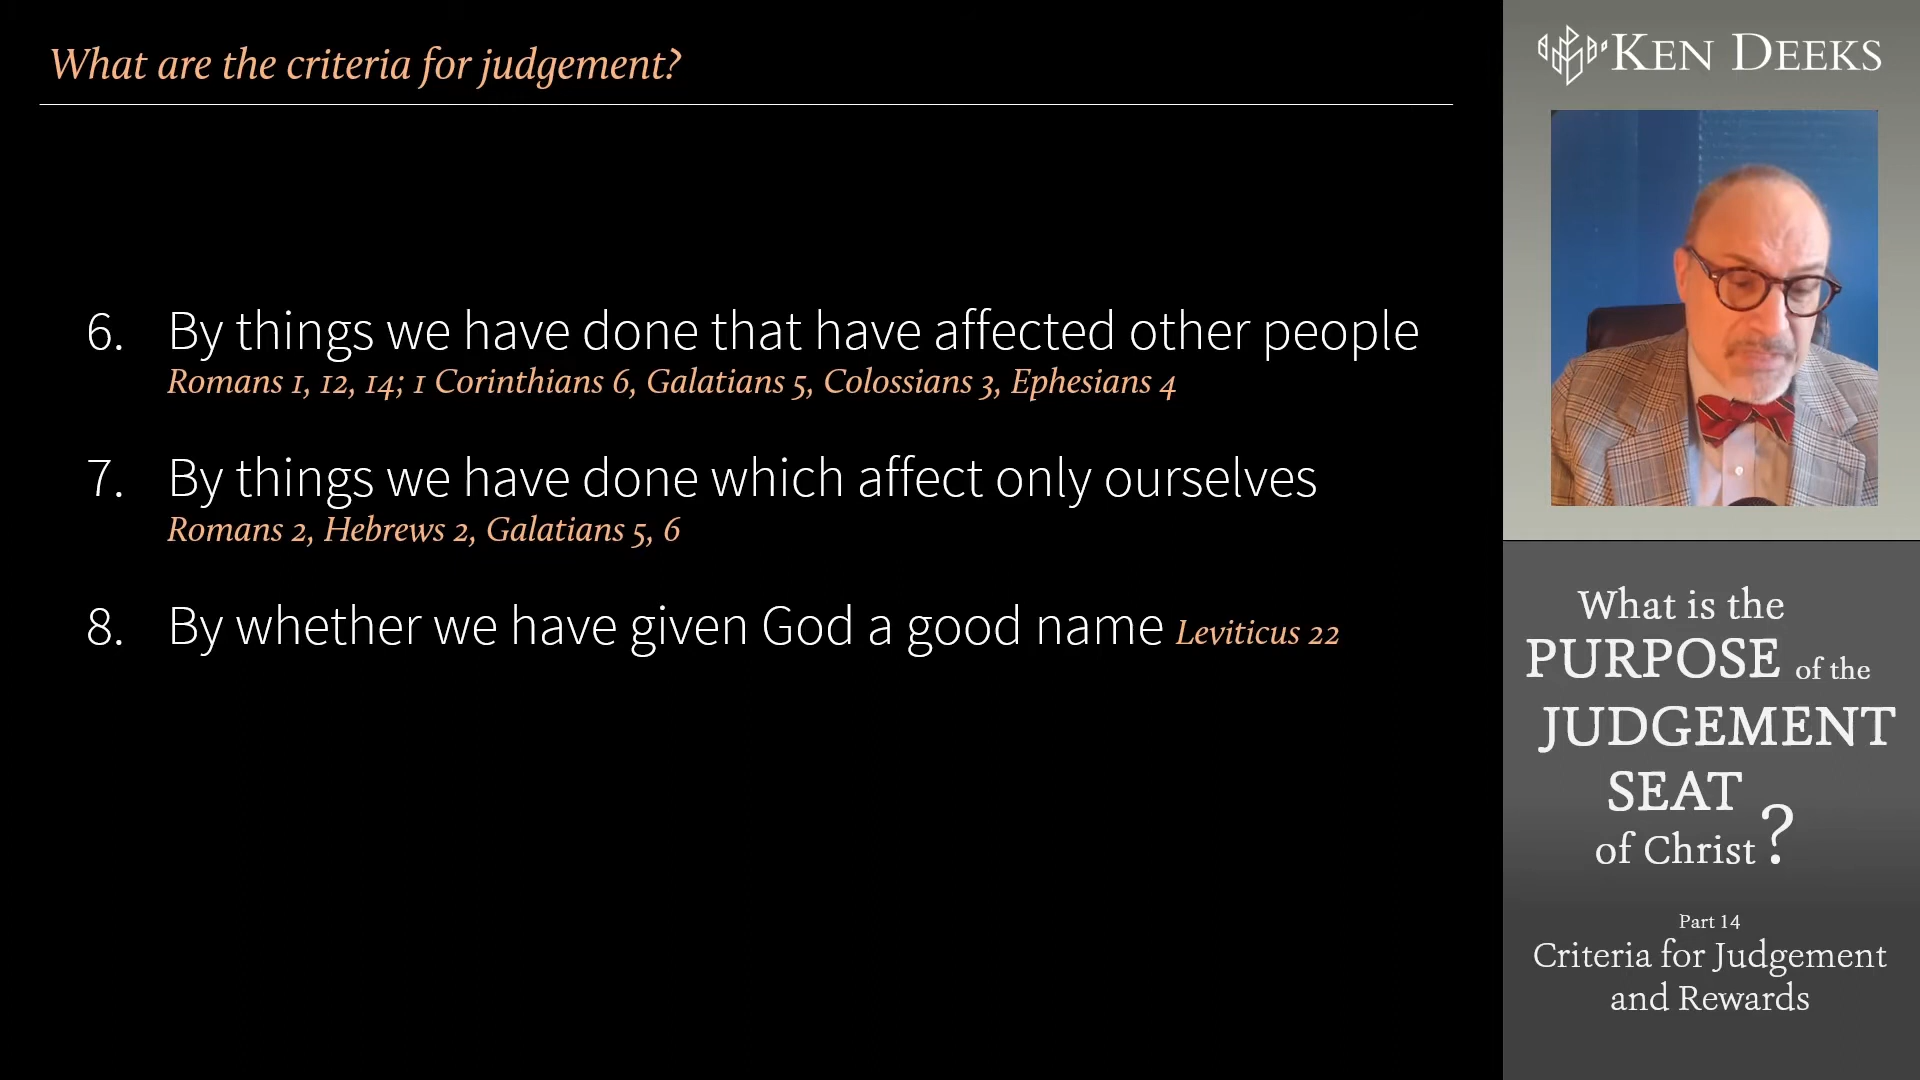 What are the criteria for judgement?
6. By things we have done that have affected other people
Romans 1, 12, 14; 1 Corinthians 6, Galatians 5, Colossians 3, Ephesians 4
7. By things we have done which affect only ourselves
Romans 2, Hebrews 2, Galatians 5, 6
8. By whether we have given God a good name Leviticus 22
KEN DEEKS
What is the
PURPOSE of the
JUDGEMENT
SEAT
of Christ?
Part 14
Criteria for Judgement
and Rewards